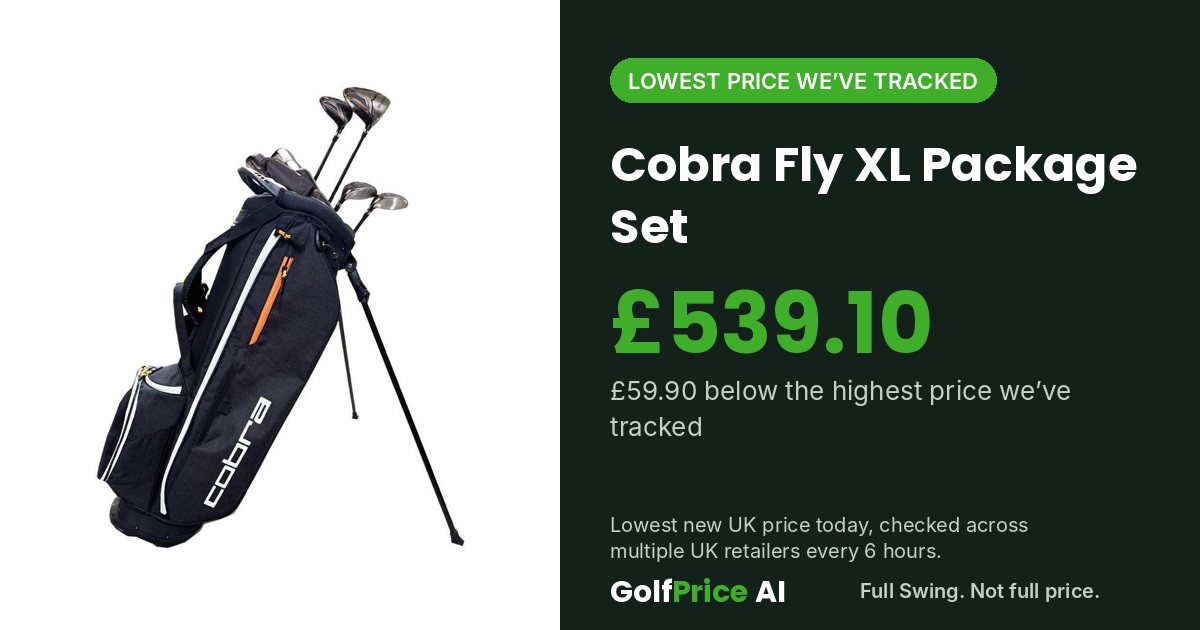 cobra
LOWEST PRICE WE’VE TRACKED
Cobra Fly XL Package
Set
£539.10
£59.90 below the highest price we’ve
tracked
Lowest new UK price today, checked across
multiple UK retailers every 6 hours.
GolfPrice AI
Full Swing. Not full price.